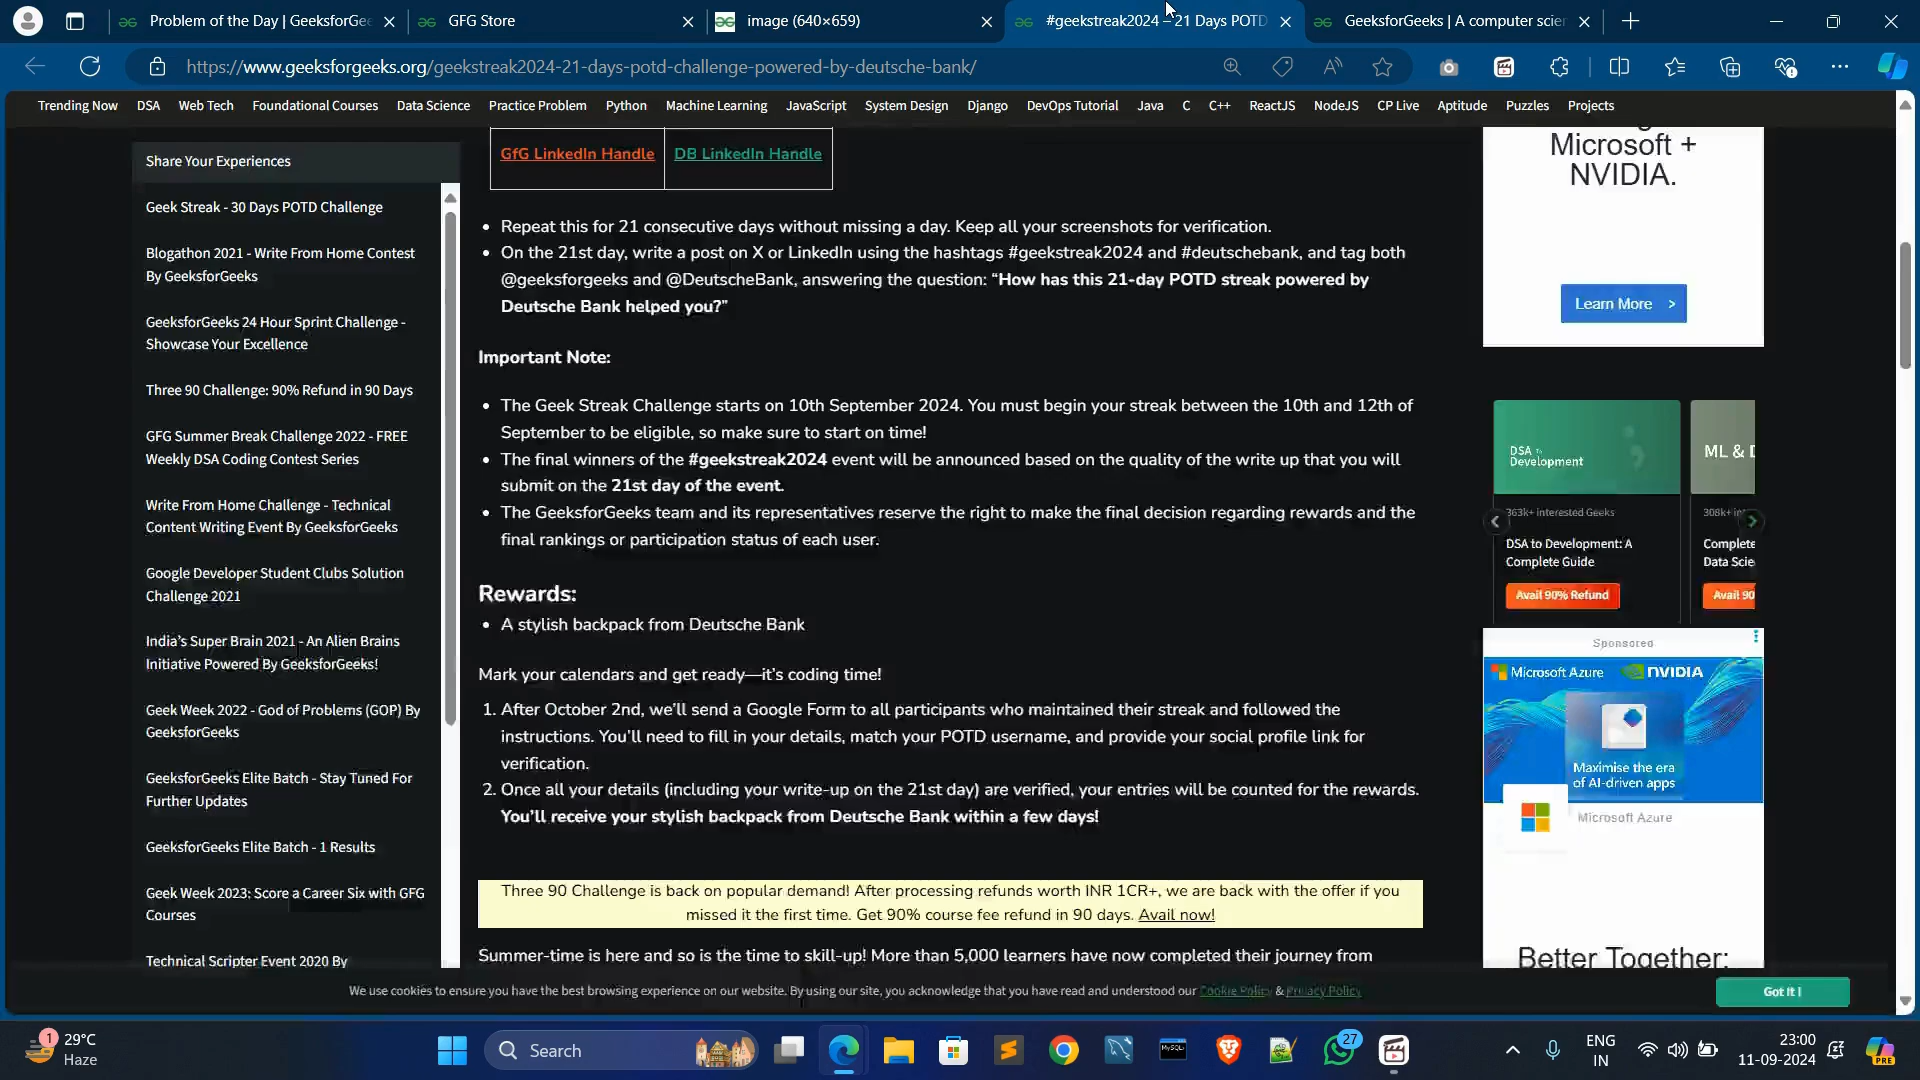 Problem of the Day | GeeksforGee
GFG Store
image (640×659)
#geekstreak2024 – 21 Days POTD
GeeksforGeeks | A computer scien
https://www.geeksforgeeks.org/geekstreak2024-21-days-potd-challenge-powered-by-deutsche-bank/
Trending Now DSA Web Tech Foundational Courses Data Science Practice Problem Python Machine Learning JavaScript System Design Django DevOps Tutorial Java C C++ ReactJS NodeJS CP Live Aptitude Puzzles Projects
Share Your Experiences
Geek Streak - 30 Days POTD Challenge
Blogathon 2021 - Write From Home Contest
By GeeksforGeeks
GeeksforGeeks 24 Hour Sprint Challenge -
Showcase Your Excellence
Three 90 Challenge: 90% Refund in 90 Days
GFG Summer Break Challenge 2022 - FREE
Weekly DSA Coding Contest Series
Write From Home Challenge - Technical
Content Writing Event By GeeksforGeeks
Google Developer Student Clubs Solution
Challenge 2021
India's Super Brain 2021 - An Alien Brains
Initiative Powered By GeeksforGeeks!
Geek Week 2022 - God of Problems (GOP) By
GeeksforGeeks
GeeksforGeeks Elite Batch - Stay Tuned For
Further Updates
GeeksforGeeks Elite Batch - 1 Results
Geek Week 2023: Score a Career Six with GFG
Courses
Technical Scripter Event 2020 By
GfG LinkedIn Handle DB LinkedIn Handle
• Repeat this for 21 consecutive days without missing a day. Keep all your screenshots for verification.
• On the 21st day, write a post on X or LinkedIn using the hashtags #geekstreak2024 and #deutschebank, and tag both
@geeksforgeeks and @DeutscheBank, answering the question: “How has this 21-day POTD streak powered by
Deutsche Bank helped you?”
Important Note:
• The Geek Streak Challenge starts on 10th September 2024. You must begin your streak between the 10th and 12th of
September to be eligible, so make sure to start on time!
• The final winners of the #geekstreak2024 event will be announced based on the quality of the write up that you will
submit on the 21st day of the event.
• The GeeksforGeeks team and its representatives reserve the right to make the final decision regarding rewards and the
final rankings or participation status of each user.
Rewards:
• A stylish backpack from Deutsche Bank
Mark your calendars and get ready—it's coding time!
1. After October 2nd, we'll send a Google Form to all participants who maintained their streak and followed the
instructions. You'll need to fill in your details, match your POTD username, and provide your social profile link for
verification.
2. Once all your details (including your write-up on the 21st day) are verified, your entries will be counted for the rewards.
You'll receive your stylish backpack from Deutsche Bank within a few days!
Three 90 Challenge is back on popular demand! After processing refunds worth INR 1CR+, we are back with the offer if you
missed it the first time. Get 90% course fee refund in 90 days. Avail now!
Summer-time is here and so is the time to skill-up! More than 5,000 learners have now completed their journey from
Microsoft +
NVIDIA.
Learn More >
DSA to
Development
363k+ interested Geeks
DSA to Development: A
Complete Guide
Avail 90% Refund
ML & D
308k+ in
Complete
Data Scie
Avail 90
Sponsored
Microsoft Azure NVIDIA
Maximise the era
of AI-driven apps
Microsoft Azure
Better Together:
We use cookies to ensure you have the best browsing experience on our website. By using our site, you acknowledge that you have read and understood our Cookie Policy & Privacy Policy
Got It !
1
29°C
Haze
Search
MySQL
27
ENG
IN
23:00
11-09-2024
PRE